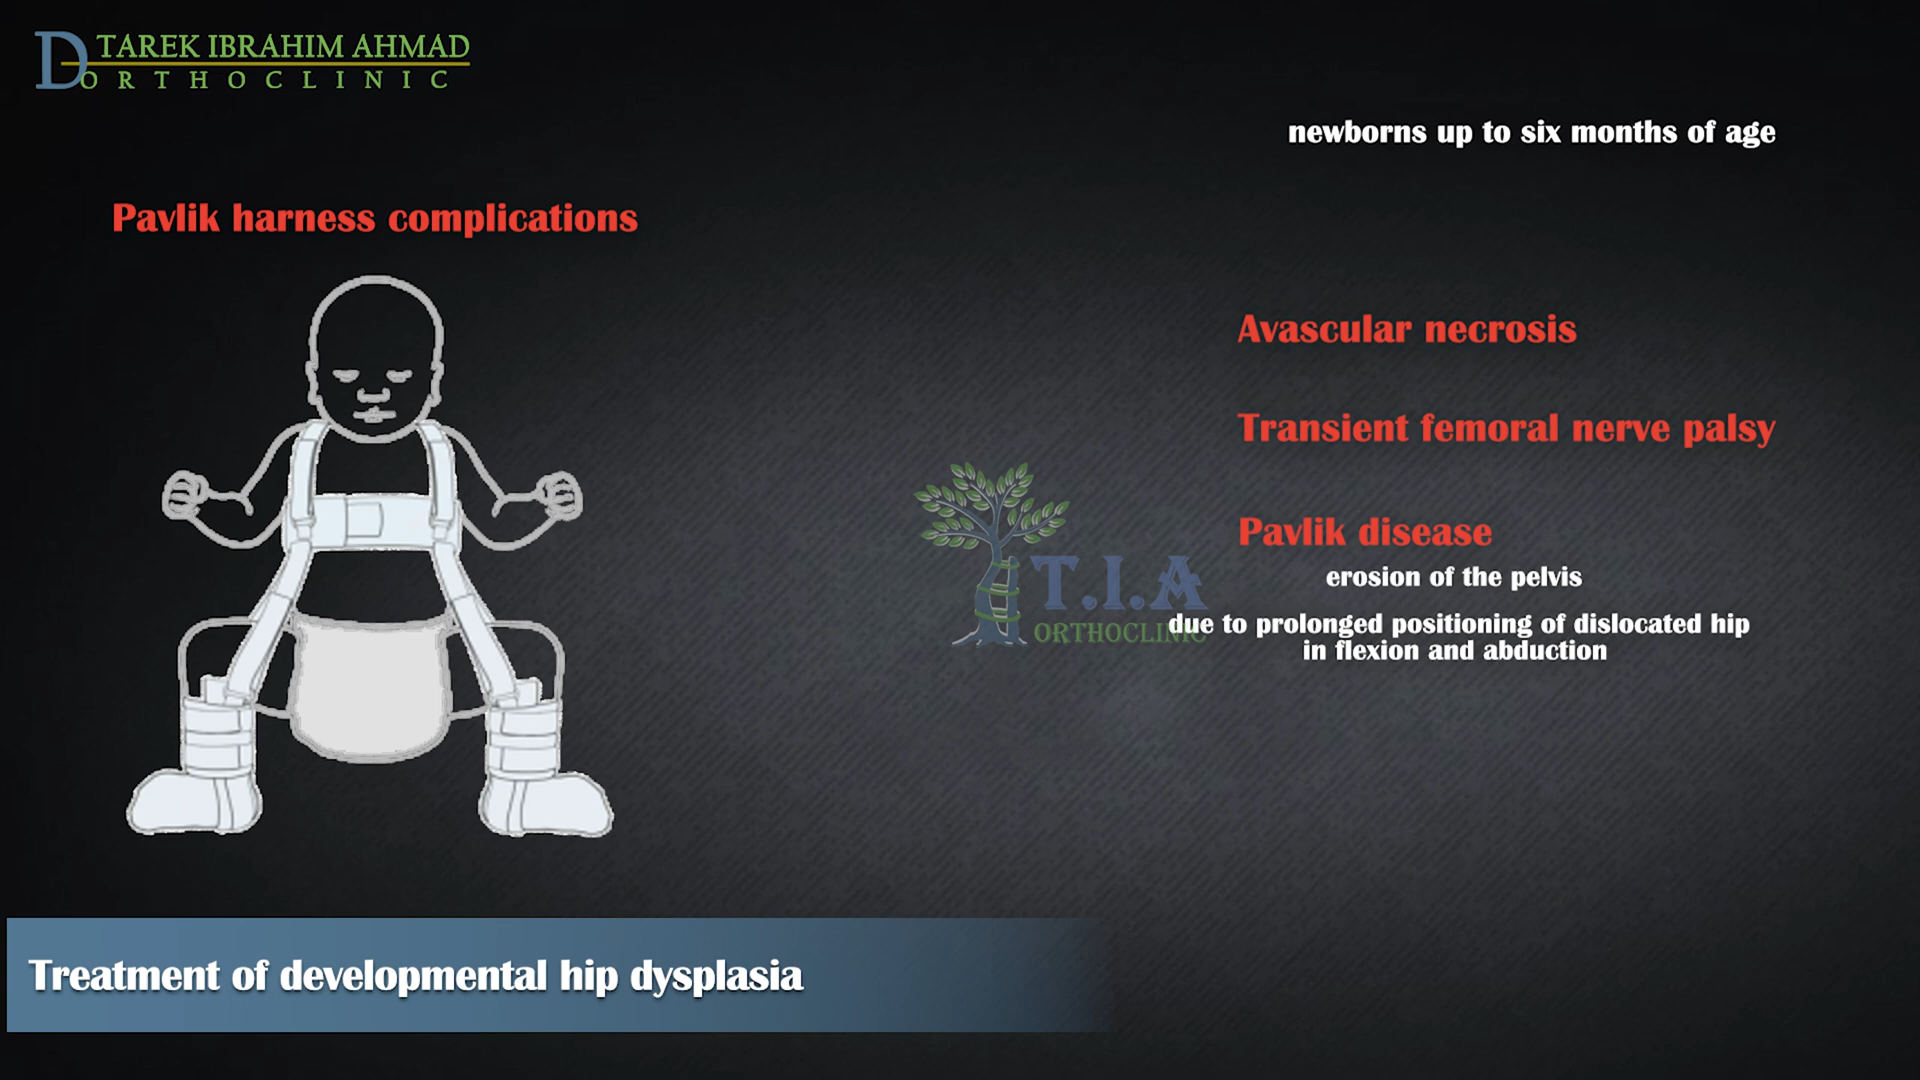 DTAREK IBRAHIM AHMAD
ORTHOCLINIC
newborns up to six months of age
Pavlik harness complications
Avascular necrosis
Transient femoral nerve palsy
Pavlik disease
erosion of the pelvis
T.I.A
ORTHOCLINIC
due to prolonged positioning of dislocated hip
in flexion and abduction
Treatment of developmental hip dysplasia